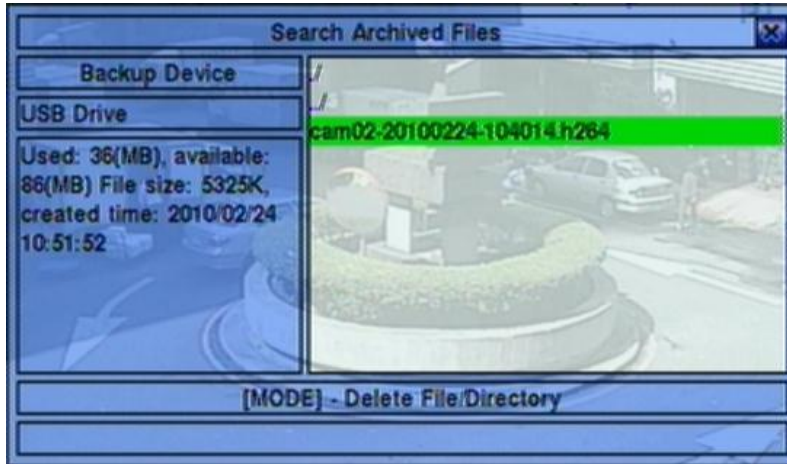 Search Archived Files
Backup Device
USB Drive
Used: 36(MB), available:
86(MB) File size: 5325K,
created time: 2010/02/24
10:51:52
./
../
cam02-20100224-104014.h264
[MODE] - Delete File/Directory